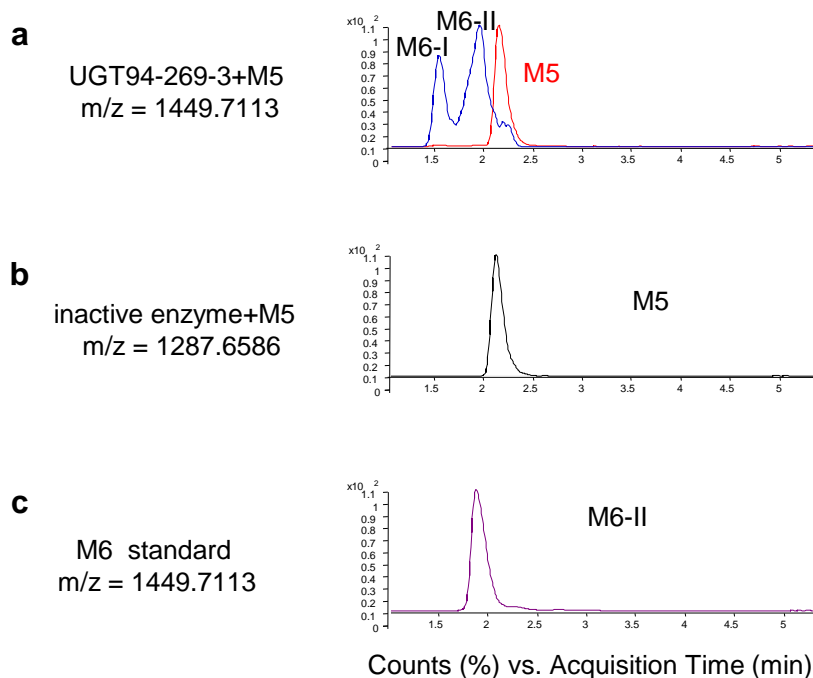 a
UGT94-269-3+M5
m/z = 1449.7113
x10 2
1.1
1
0.9
0.8
0.7
0.6
0.5
0.4
0.3
0.2
0.1
0
M6-I
M6-II
M5
1.5 2 2.5 3 3.5 4 4.5 5
b
inactive enzyme+M5
m/z = 1287.6586
x10 2
1.1
1
0.9
0.8
0.7
0.6
0.5
0.4
0.3
0.2
0.1
0
M5
1.5 2 2.5 3 3.5 4 4.5 5
c
M6 standard
m/z = 1449.7113
x10 2
1.1
1
0.9
0.8
0.7
0.6
0.5
0.4
0.3
0.2
0.1
0
M6-II
1.5 2 2.5 3 3.5 4 4.5 5
Counts (%) vs. Acquisition Time (min)